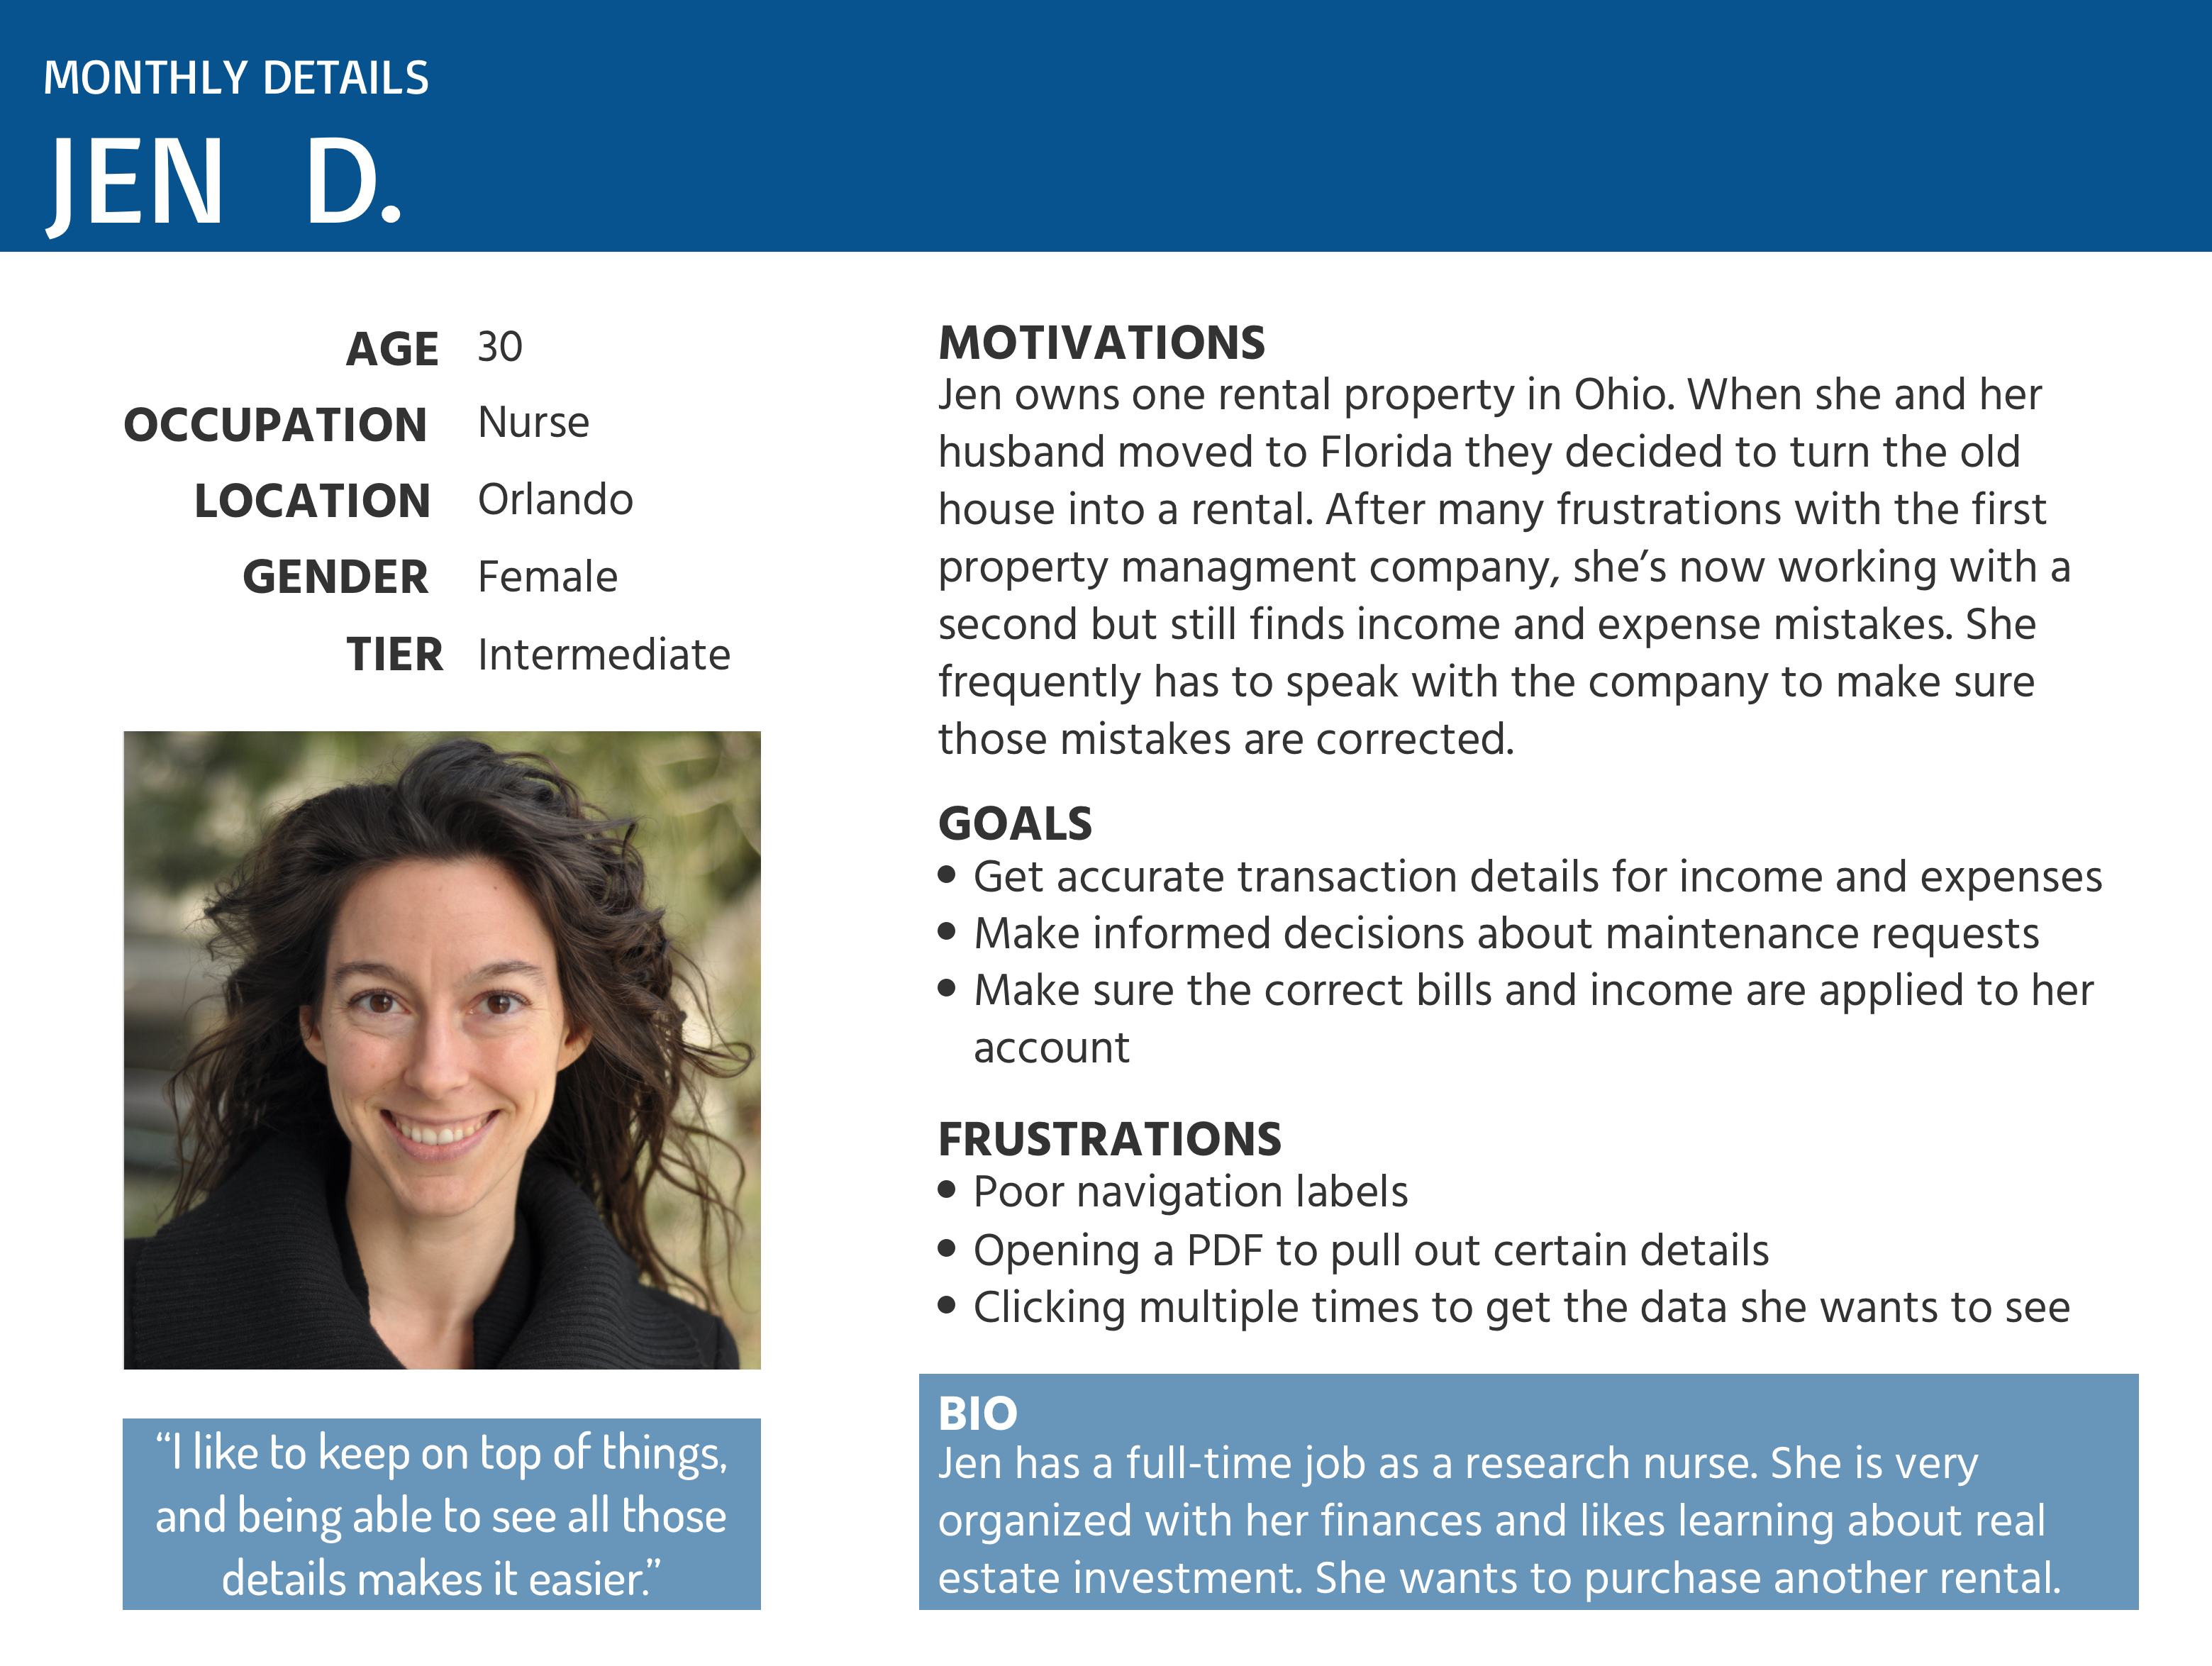 MONTHLY DETAILS
JEN D.
AGE 30
OCCUPATION Nurse
LOCATION Orlando
GENDER Female
TIER Intermediate
“I like to keep on top of things,
and being able to see all those
details makes it easier.”
MOTIVATIONS
Jen owns one rental property in Ohio. When she and her
husband moved to Florida they decided to turn the old
house into a rental. After many frustrations with the first
property managment company, she’s now working with a
second but still finds income and expense mistakes. She
frequently has to speak with the company to make sure
those mistakes are corrected.
GOALS
• Get accurate transaction details for income and expenses
• Make informed decisions about maintenance requests
• Make sure the correct bills and income are applied to her
account
FRUSTRATIONS
• Poor navigation labels
• Opening a PDF to pull out certain details
• Clicking multiple times to get the data she wants to see
BIO
Jen has a full-time job as a research nurse. She is very
organized with her finances and likes learning about real
estate investment. She wants to purchase another rental.